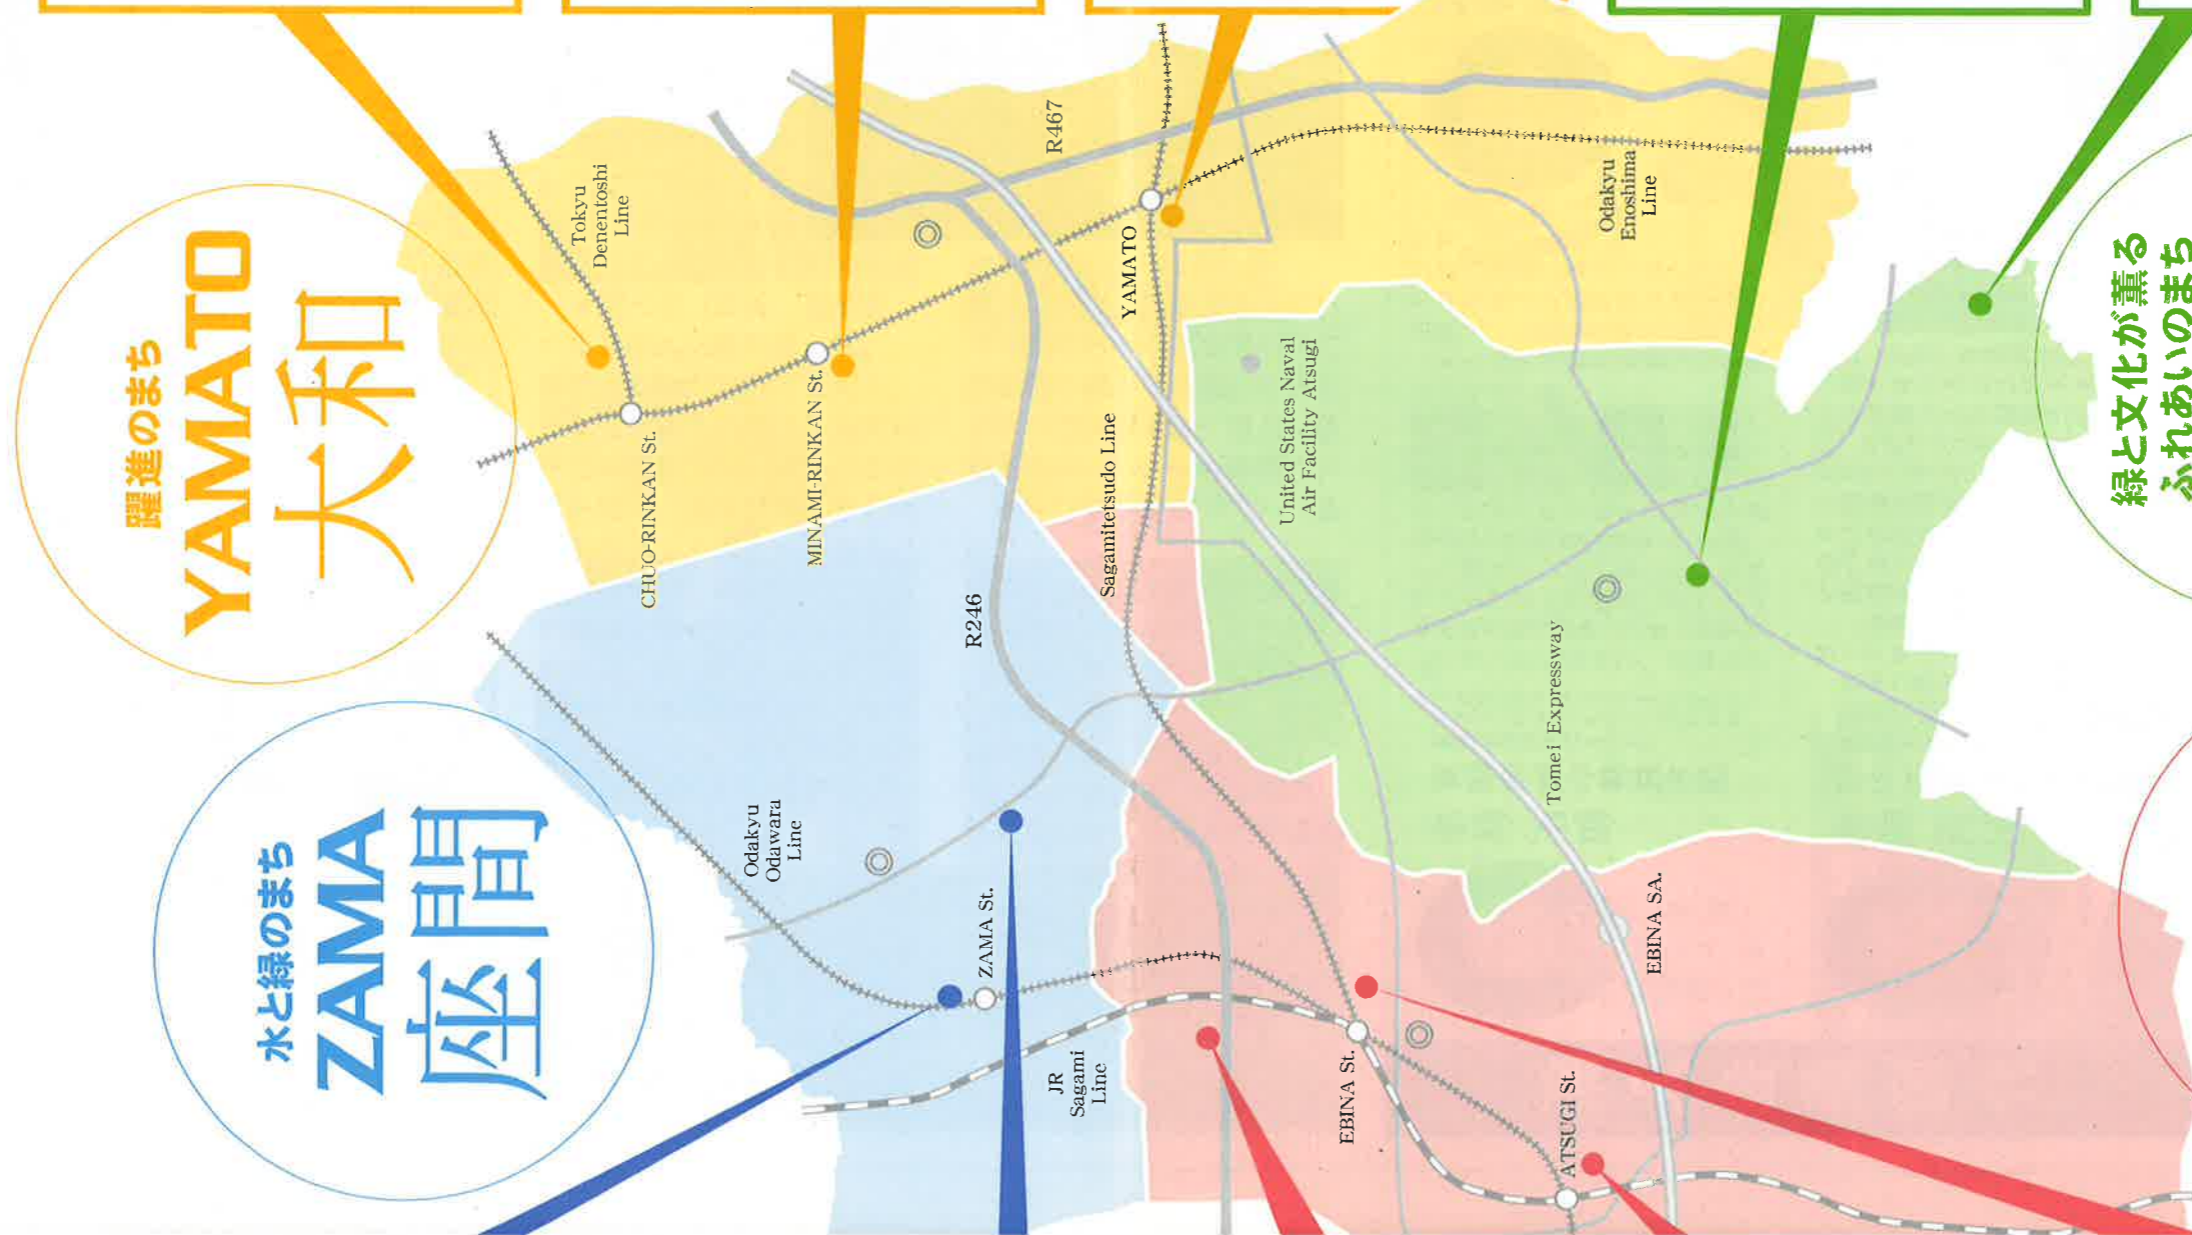 躍進のまち
YAMATO
大和
水と緑のまち
ZAMA
座間
緑と文化が薫る
ふれあいのまち
Tokyu
Denentoshi
Line
R467
CHUO-RINKAN St.
MINAMI-RINKAN St.
YAMATO
Odakyu
Enoshima
Line
Sagamitetsudo Line
United States Naval
Air Facility Atsugi
R246
Tomei Expressway
Odakyu
Odawara
Line
ZAMA St.
EBINA SA.
JR
Sagami
Line
EBINA St.
ATSUGI St.